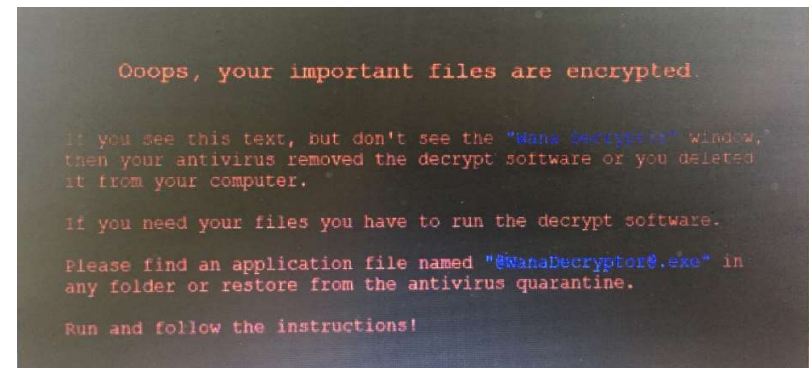 Ooops, your important files are encrypted.
If you see this text, but don't see the "Wana Decrypt0r" window,
then your antivirus removed the decrypt software or you deleted
it from your computer.
If you need your files you have to run the decrypt software.
Please find an application file named "@WanaDecryptor@.exe" in
any folder or restore from the antivirus quarantine.
Run and follow the instructions!